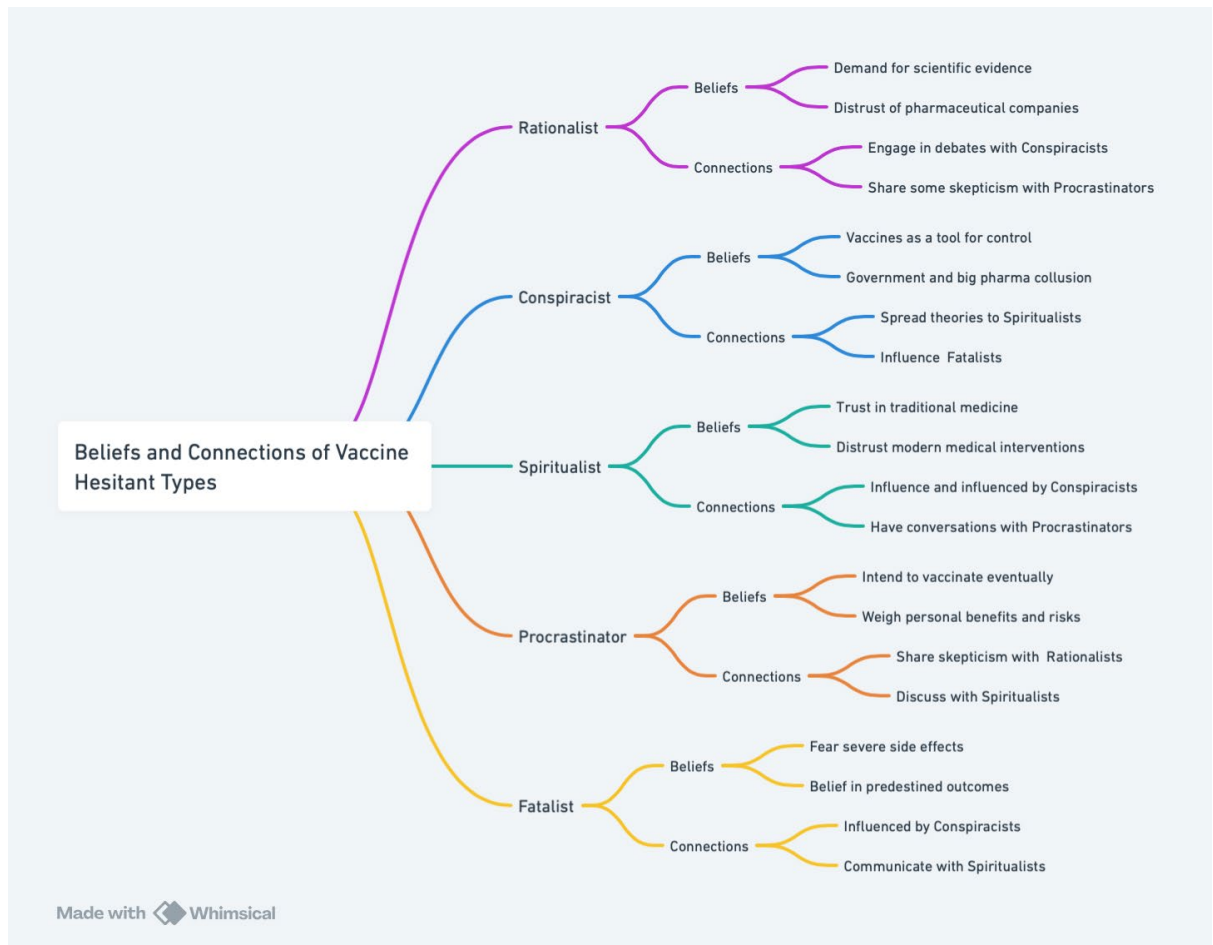 Beliefs and Connections of Vaccine
Hesitant Types
Rationalist
Beliefs
Demand for scientific evidence
Distrust of pharmaceutical companies
Connections
Engage in debates with Conspiracists
Share some skepticism with Procrastinators
Conspiracist
Beliefs
Vaccines as a tool for control
Government and big pharma collusion
Connections
Spread theories to Spiritualists
Influence Fatalists
Spiritualist
Beliefs
Trust in traditional medicine
Distrust modern medical interventions
Connections
Influence and influenced by Conspiracists
Have conversations with Procrastinators
Procrastinator
Beliefs
Intend to vaccinate eventually
Weigh personal benefits and risks
Connections
Share skepticism with Rationalists
Discuss with Spiritualists
Fatalist
Beliefs
Fear severe side effects
Belief in predestined outcomes
Connections
Influenced by Conspiracists
Communicate with Spiritualists
Made with Whimsical